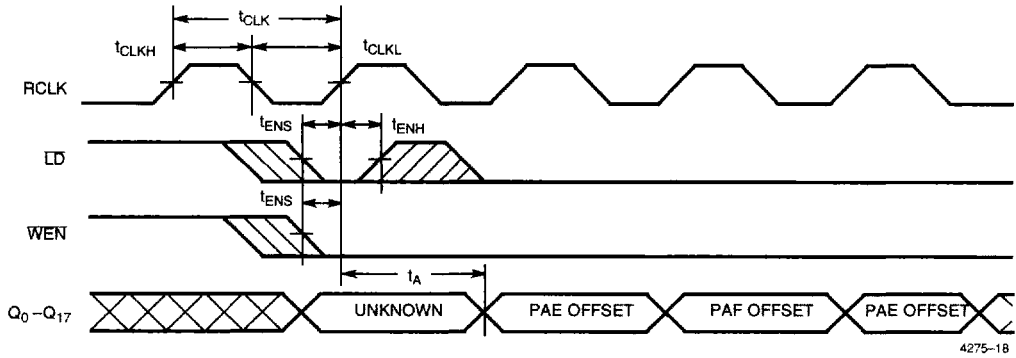 tCLK
tCLKH
tCLKL
RCLK
tENS
tENH
LD
tENS
WEN
tA
Q0–Q17
UNKNOWN
PAE OFFSET
PAF OFFSET
PAE OFFSET
4275–18